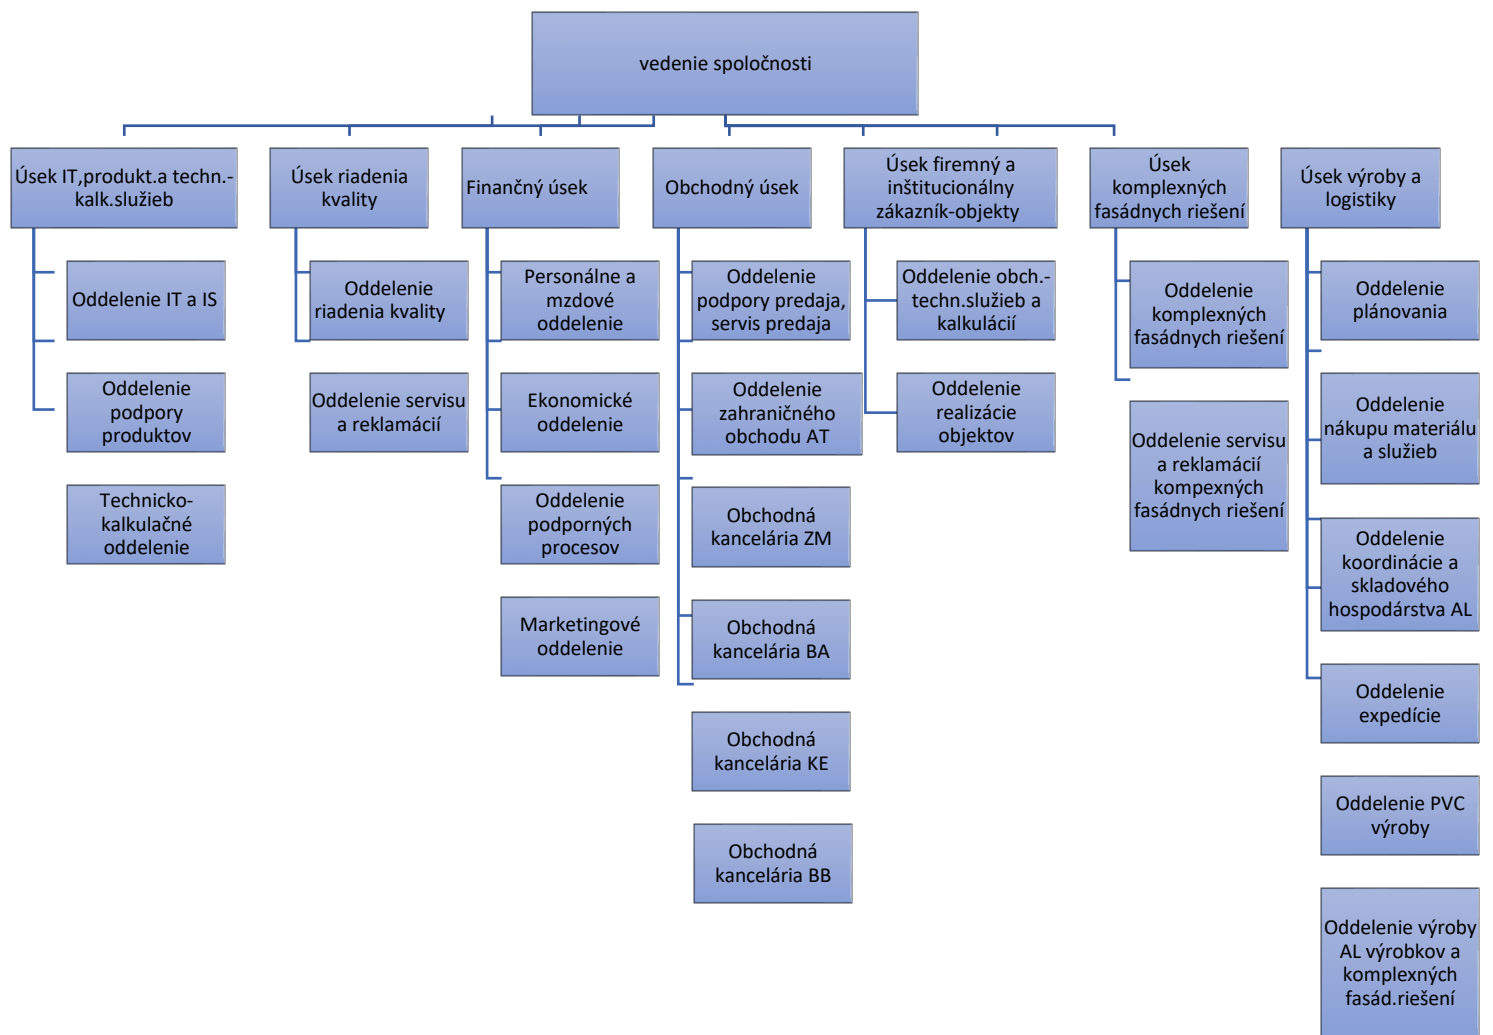 vedenie spoločnosti
Úsek IT,produkt.a techn.-
kalk.služieb
Úsek riadenia
kvality
Finančný úsek
Obchodný úsek
Úsek firemný a
inštitucionálny
zákazník-objekty
Úsek
komplexných
fasádnych riešení
Úsek výroby a
logistiky
Oddelenie IT a IS
Oddelenie
podpory
produktov
Technicko-
kalkulačné
oddelenie
Oddelenie
riadenia kvality
Oddelenie servisu
a reklamácií
Personálne a
mzdové
oddelenie
Ekonomické
oddelenie
Oddelenie
podporných
procesov
Marketingové
oddelenie
Oddelenie
podpory predaja,
servis predaja
Oddelenie
zahraničného
obchodu AT
Obchodná
kancelária ZM
Obchodná
kancelária BA
Obchodná
kancelária KE
Obchodná
kancelária BB
Oddelenie obch.-
techn.služieb a
kalkulácií
Oddelenie
realizácie
objektov
Oddelenie
komplexných
fasádnych riešení
Oddelenie servisu
a reklamácií
kompexných
fasádnych riešení
Oddelenie
plánovania
Oddelenie
nákupu materiálu
a služieb
Oddelenie
koordinácie a
skladového
hospodárstva AL
Oddelenie
expedície
Oddelenie PVC
výroby
Oddelenie výroby
AL výrobkov a
komplexných
fasád.riešení